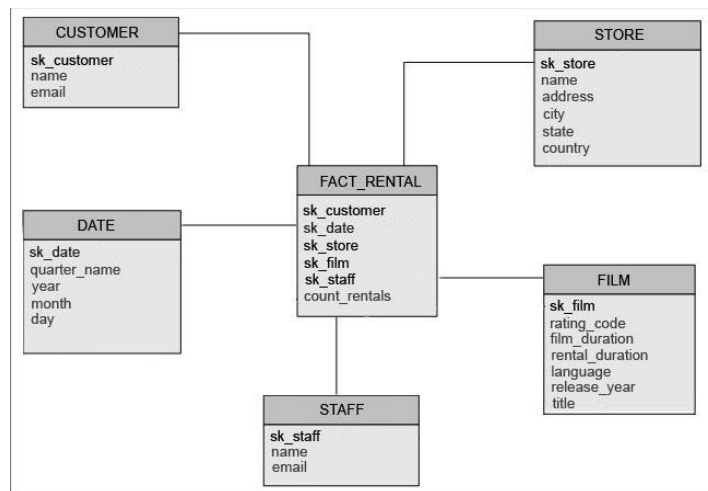 CUSTOMER
sk_customer
name
email
STORE
sk_store
name
address
city
state
country
FACT_RENTAL
sk_customer
sk_date
sk_store
sk_film
sk_staff
count_rentals
DATE
sk_date
quarter_name
year
month
day
FILM
sk_film
rating_code
film_duration
rental_duration
language
release_year
title
STAFF
sk_staff
name
email